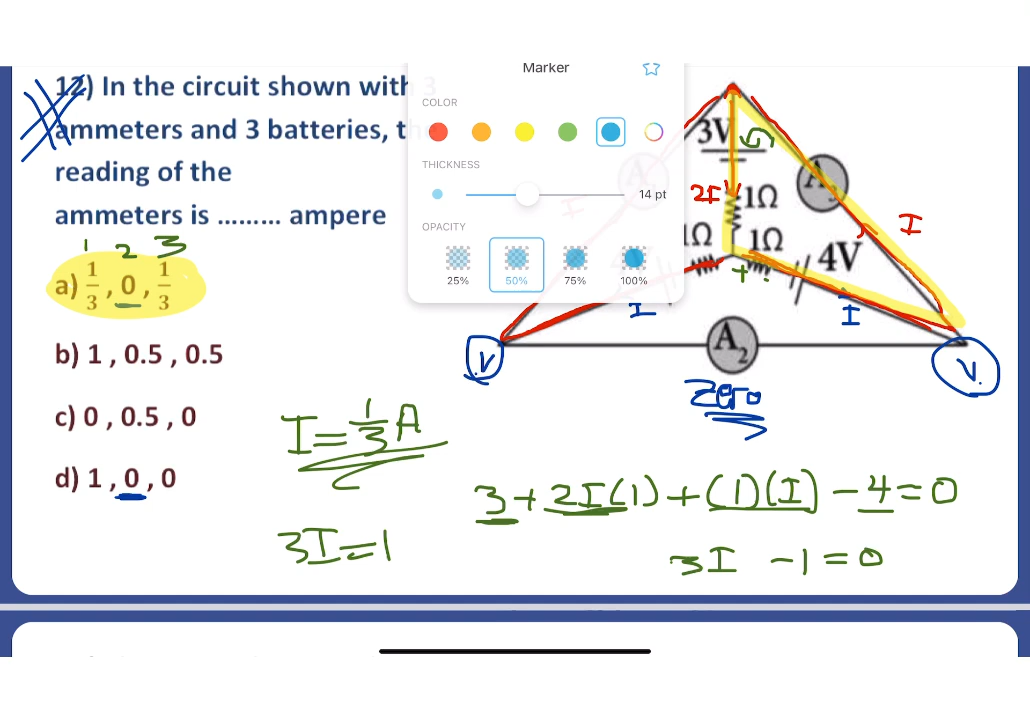 12) In the circuit shown with 3
ammeters and 3 batteries, th
reading of the
ammeters is ......... ampere
1 2 3
a) 1/3 , 0 , 1/3
b) 1 , 0.5 , 0.5
c) 0 , 0.5 , 0
d) 1 , 0 , 0
Marker
COLOR
THICKNESS
14 pt
OPACITY
25% 50% 75% 100%
3V
5
A3
2I
1Ω
I
I
1Ω
1Ω
4V
+
I
I
V
A2
V.
Zero
I = 1/3 A
3 + 2I(1) + (1)(I) - 4 = 0
3I = 1
3I - 1 = 0